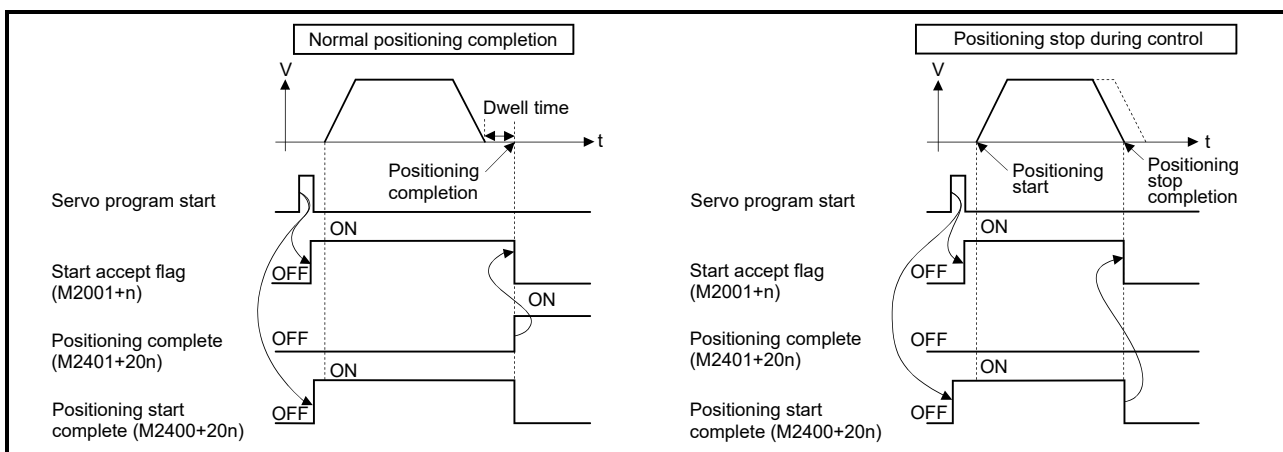 Normal positioning completion
V
Dwell time
t
Positioning
completion
Servo program start
ON
Start accept flag
(M2001+n)
OFF
ON
Positioning complete
(M2401+20n)
OFF
ON
Positioning start
complete (M2400+20n)
OFF
Positioning stop during control
V
t
Positioning
start
Positioning
stop
completion
Servo program start
ON
Start accept flag
(M2001+n)
OFF
Positioning complete
(M2401+20n)
OFF
ON
Positioning start
complete (M2400+20n)
OFF